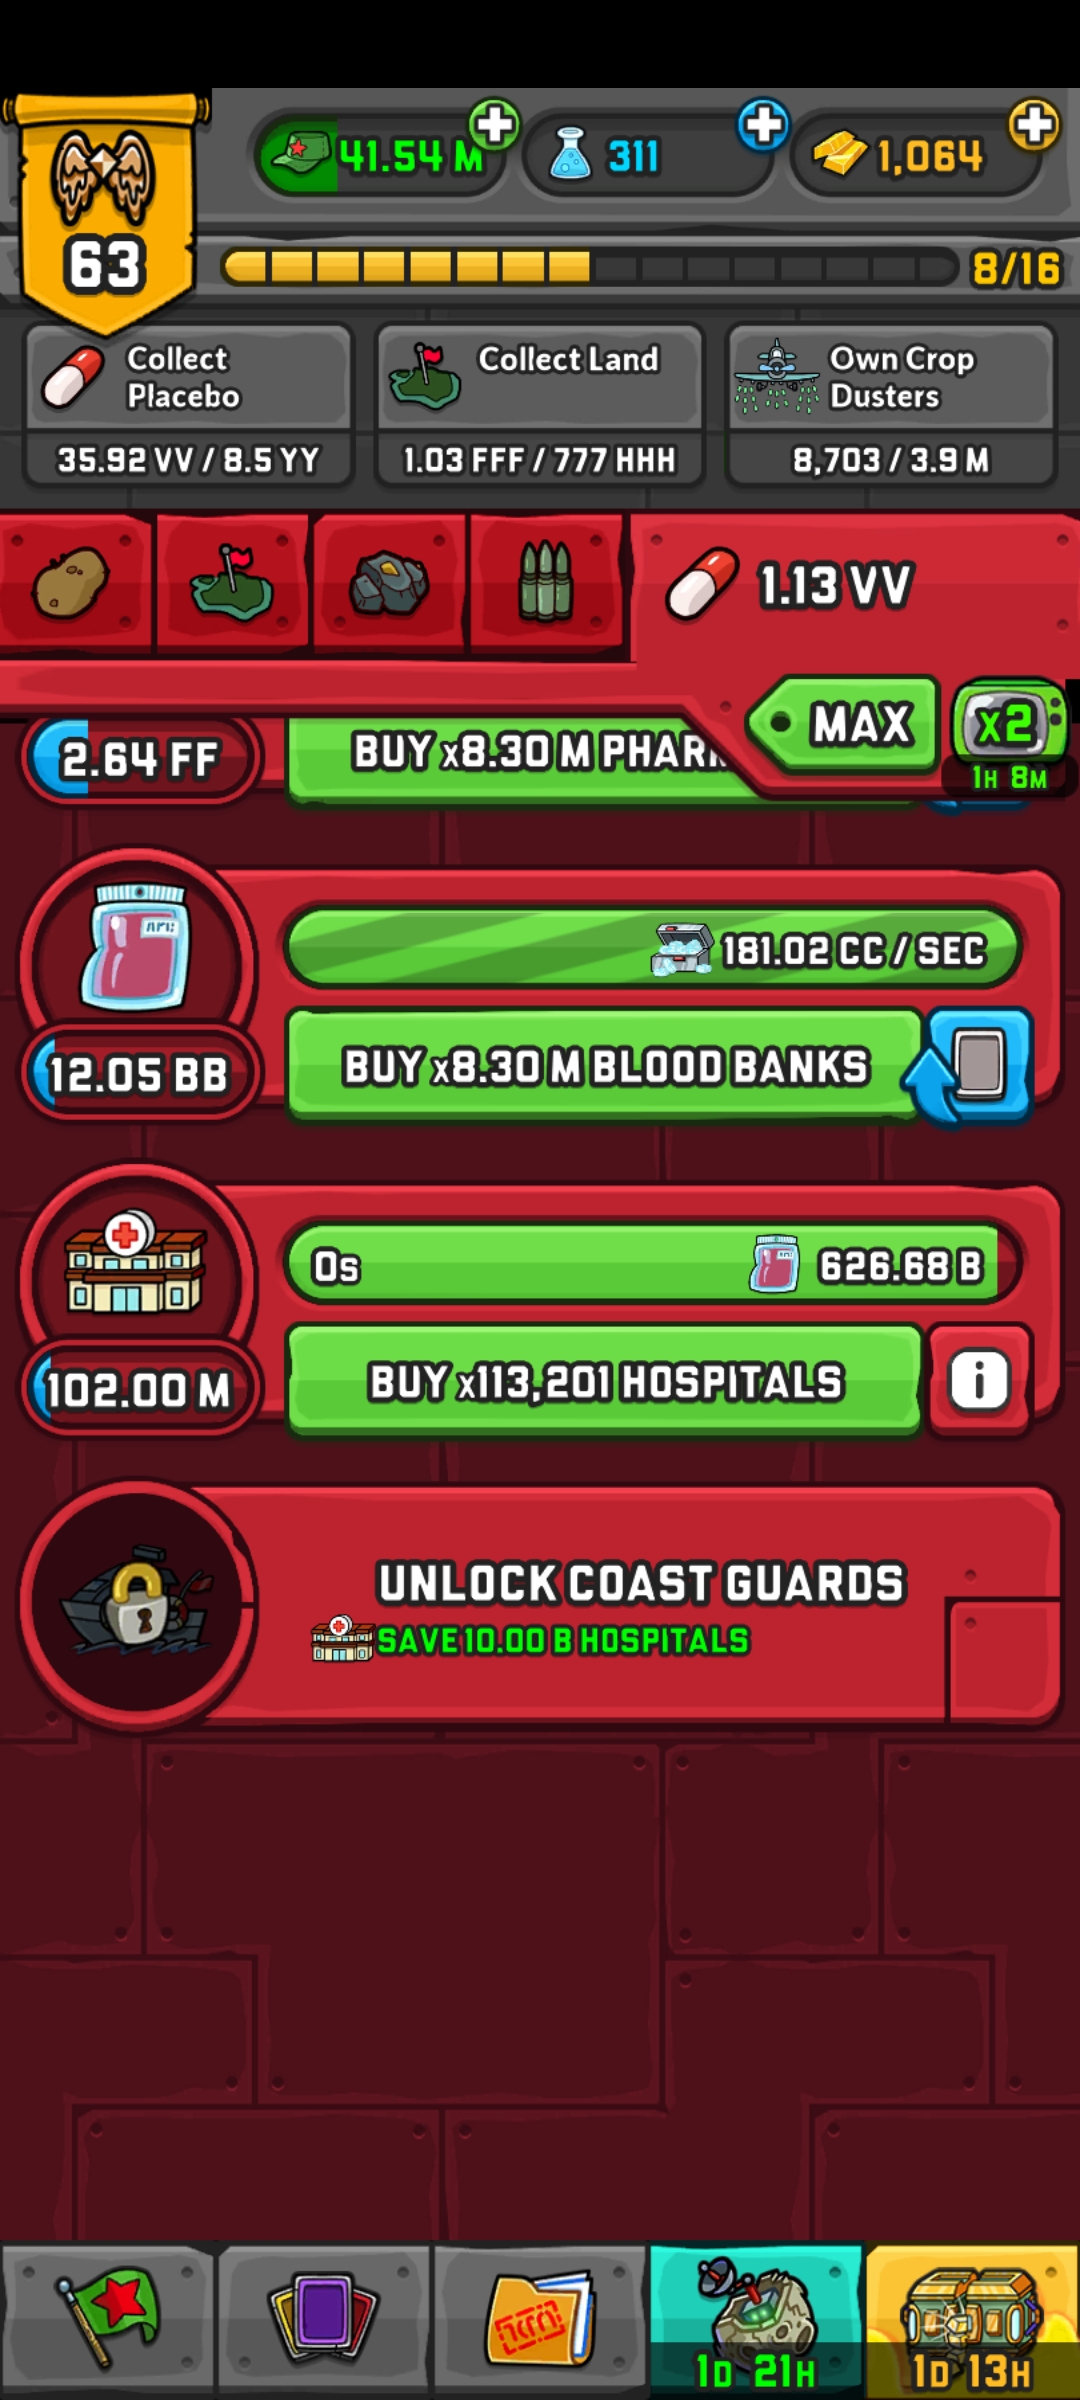 41.54 M
311
1,064
63
8/16
Collect
Placebo
Collect Land
Own Crop
Dusters
35.92 VV / 8.5 YY
1.03 FFF / 777 HHH
8,703 / 3.9 M
1.13 VV
MAX
x2
1H 8M
2.64 FF
BUY x8.30 M PHAR
181.02 CC / SEC
12.05 BB
BUY x8.30 M BLOOD BANKS
0s
626.68 B
102.00 M
BUY x113,201 HOSPITALS
i
UNLOCK COAST GUARDS
SAVE 10.00 B HOSPITALS
1D 21H
1D 13H